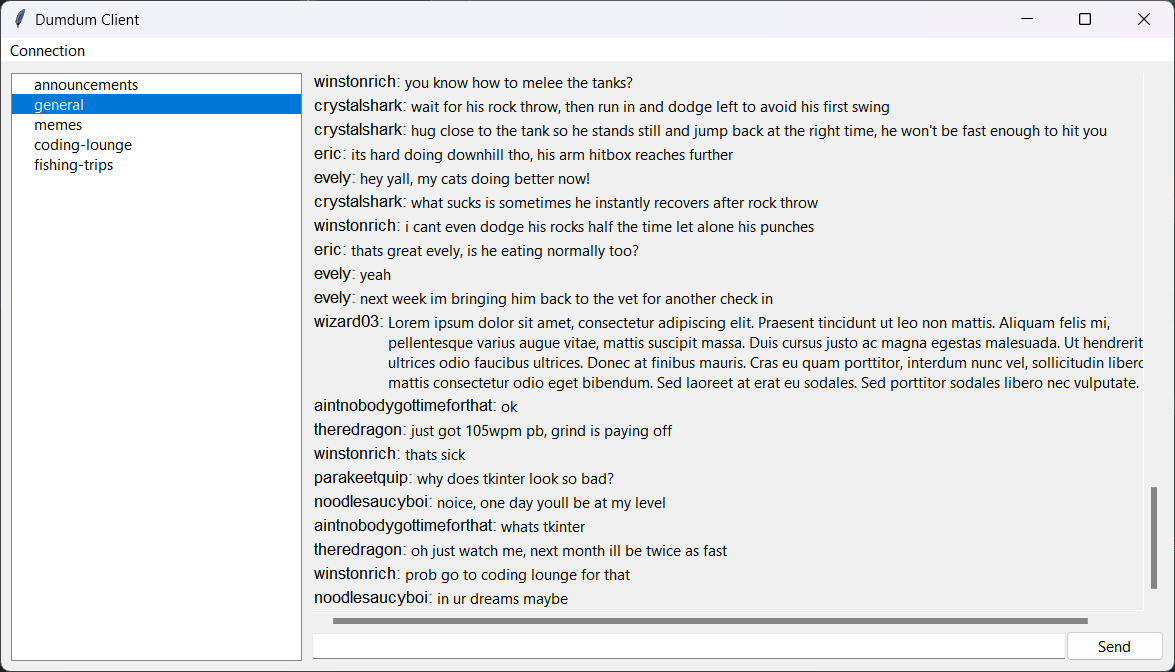 Dumdum Client
Connection
announcements
general
memes
coding-lounge
fishing-trips
winstonrich: you know how to melee the tanks?
crystalshark: wait for his rock throw, then run in and dodge left to avoid his first swing
crystalshark: hug close to the tank so he stands still and jump back at the right time, he won't be fast enough to hit you
eric: its hard doing downhill tho, his arm hitbox reaches further
evely: hey yall, my cats doing better now!
crystalshark: what sucks is sometimes he instantly recovers after rock throw
winstonrich: i cant even dodge his rocks half the time let alone his punches
eric: thats great evely, is he eating normally too?
evely: yeah
evely: next week im bringing him back to the vet for another check in
wizard03: Lorem ipsum dolor sit amet, consectetur adipiscing elit. Praesent tincidunt ut leo non mattis. Aliquam felis mi,
pellentesque varius augue vitae, mattis suscipit massa. Duis cursus justo ac magna egestas malesuada. Ut hendrerit
ultrices odio faucibus ultrices. Donec at finibus mauris. Cras eu quam porttitor, interdum nunc vel, sollicitudin
mattis consectetur odio eget bibendum. Sed laoreet at erat eu sodales. Sed porttitor sodales libero nec vulputate.
aintnobodygottimeforthat: ok
theredragon: just got 105wpm pb, grind is paying off
winstonrich: thats sick
parakeetquip: why does tkinter look so bad?
noodlesaucyboi: noice, one day youll be at my level
aintnobodygottimeforthat: whats tkinter
theredragon: oh just watch me, next month ill be twice as fast
winstonrich: prob go to coding lounge for that
noodlesaucyboi: in ur dreams maybe
Send